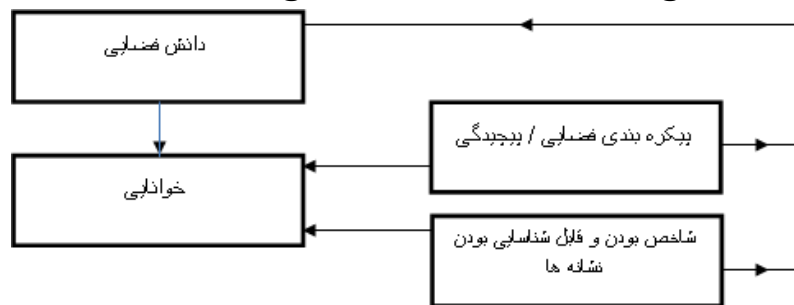 دانش فضایی
پیکره بندی فضایی / پیچیدگی
خوانایی
شاخص بودن و قابل شناسایی بودن
نشانه ها